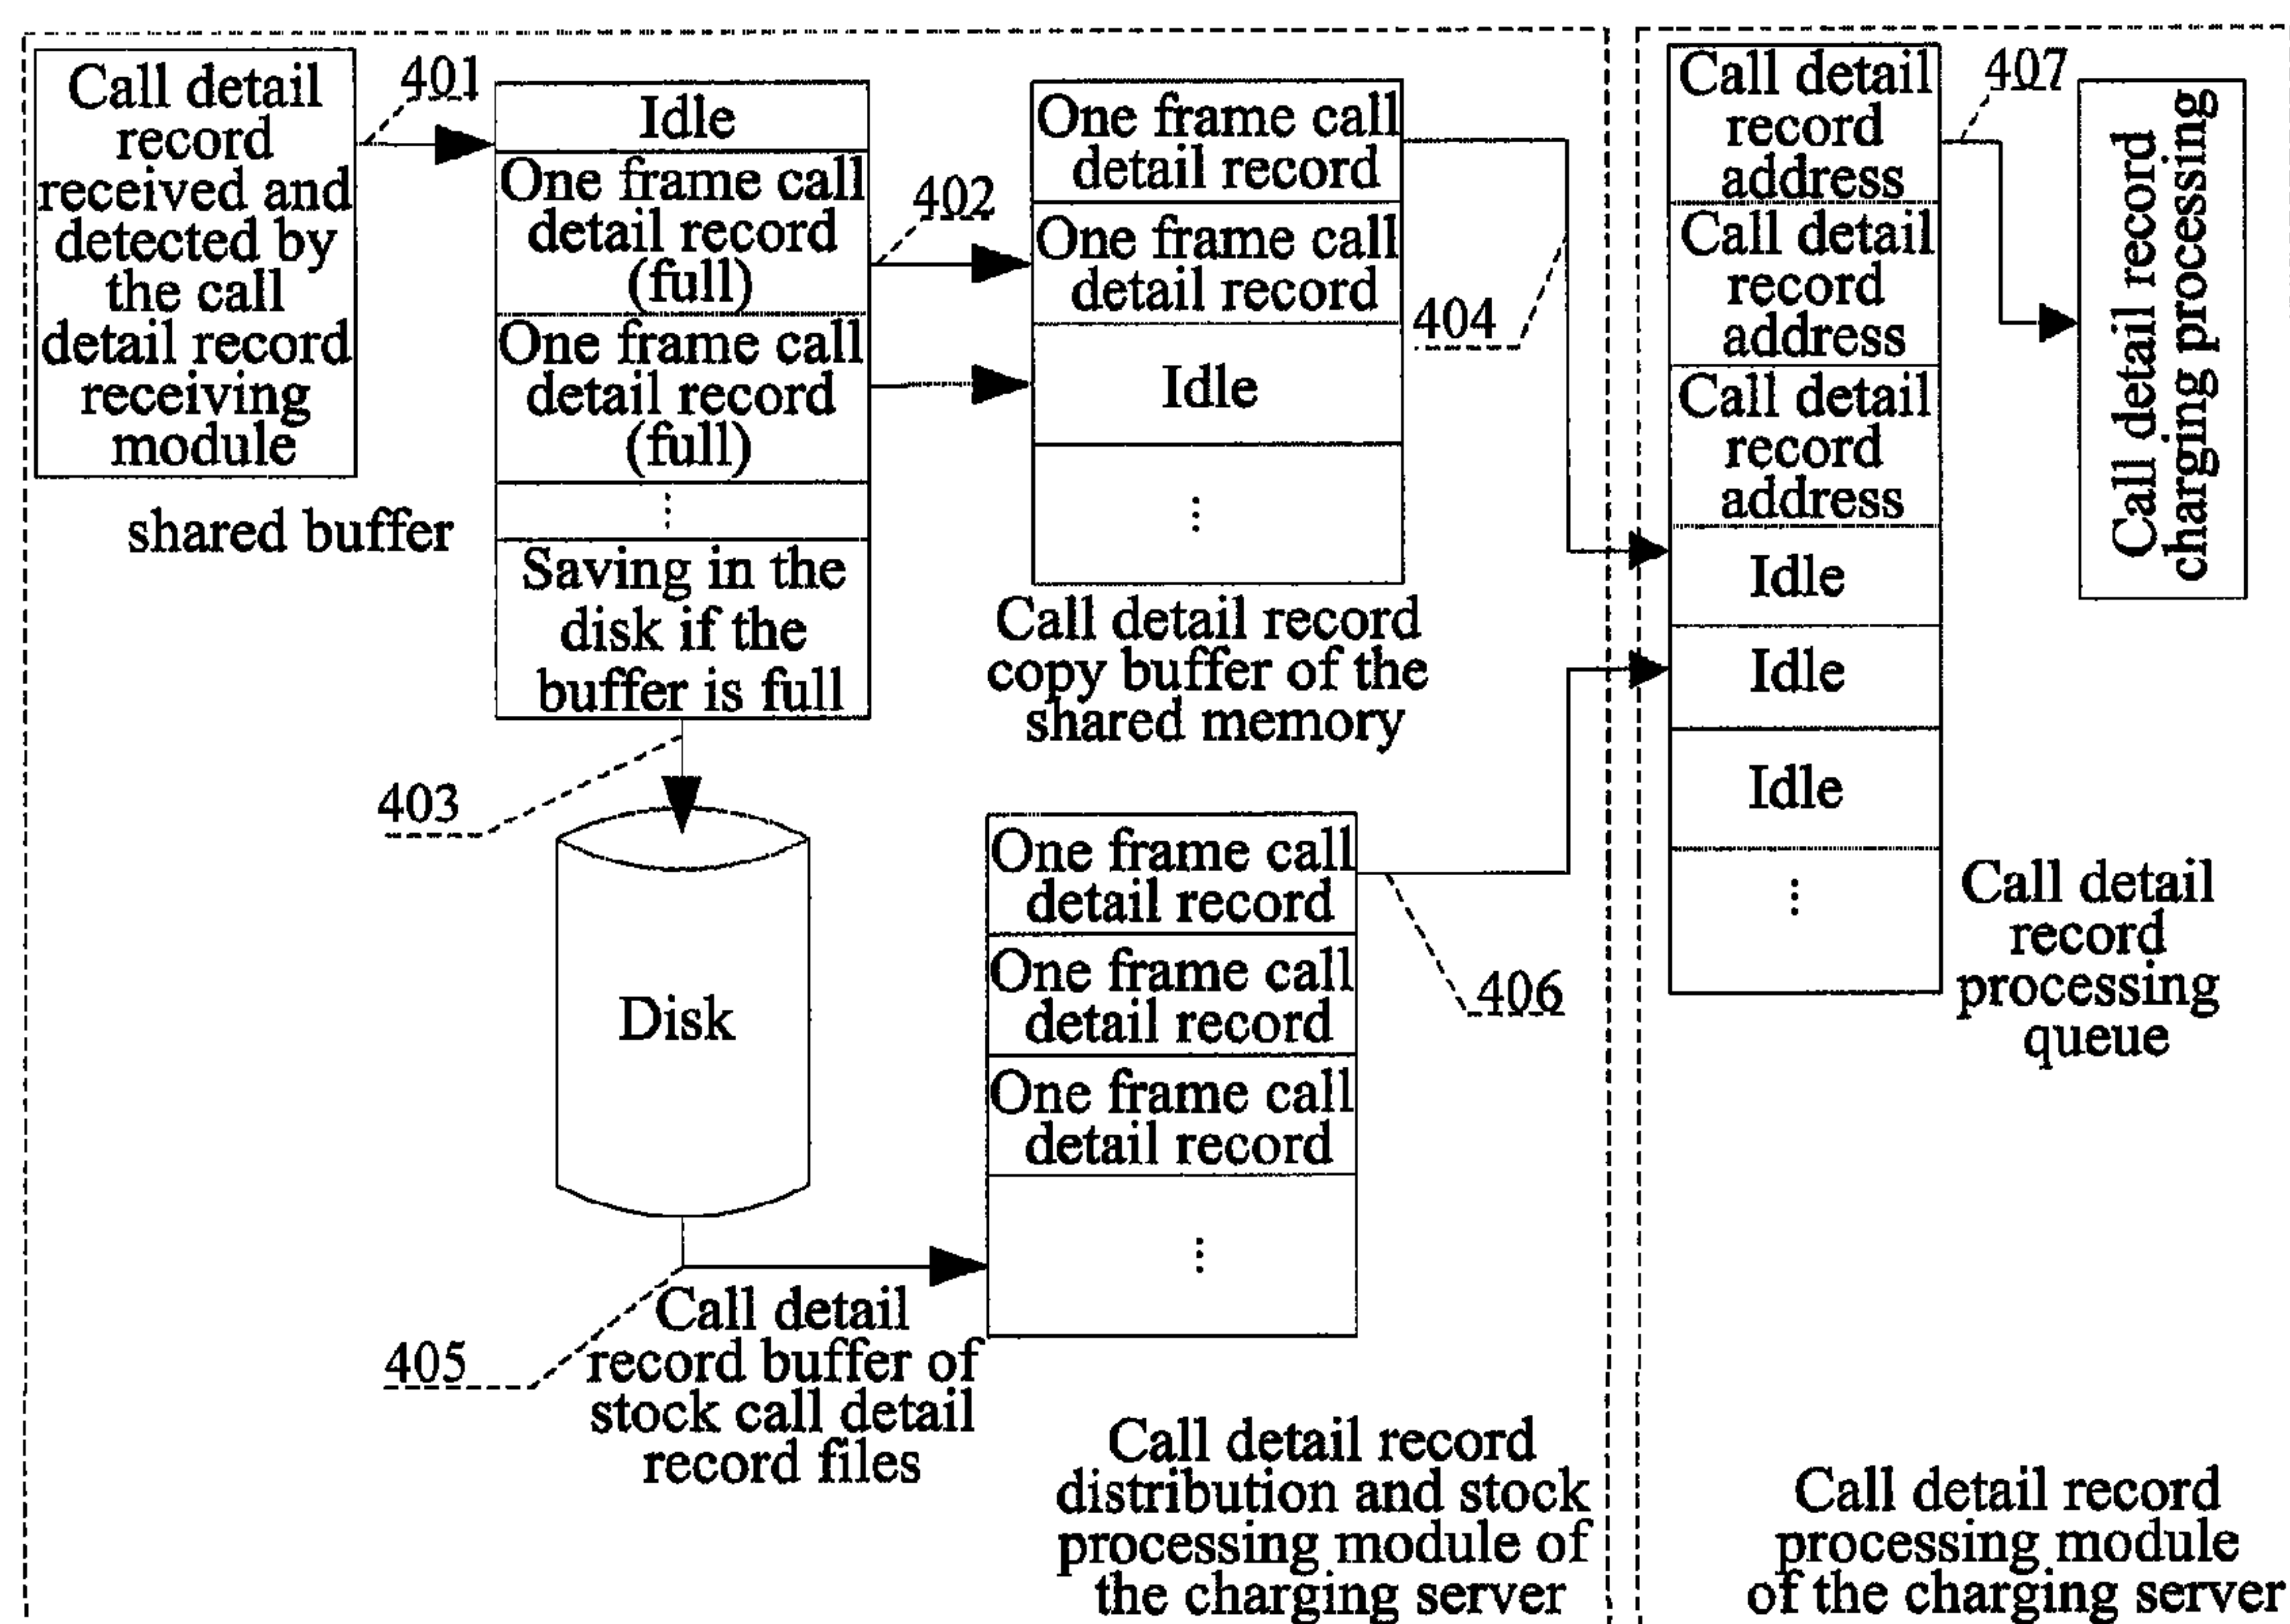 Call detail
record
received and
detected by
the call
detail record
receiving
module
401
shared buffer
Idle
One frame call
detail record
(full)
One frame call
detail record
(full)
⋮
Saving in the
disk if the
buffer is full
402
One frame call
detail record
One frame call
detail record
Idle
⋮
Call detail record
copy buffer of the
shared memory
404
403
Disk
405
Call detail
record buffer of
stock call detail
record files
One frame call
detail record
One frame call
detail record
One frame call
detail record
⋮
406
Call detail record
distribution and stock
processing module of
the charging server
Call detail
record
address
Call detail
record
address
Call detail
record
address
Idle
Idle
Idle
⋮
407
Call detail record
charging processing
Call detail
record
processing
queue
Call detail record
processing module
of the charging server